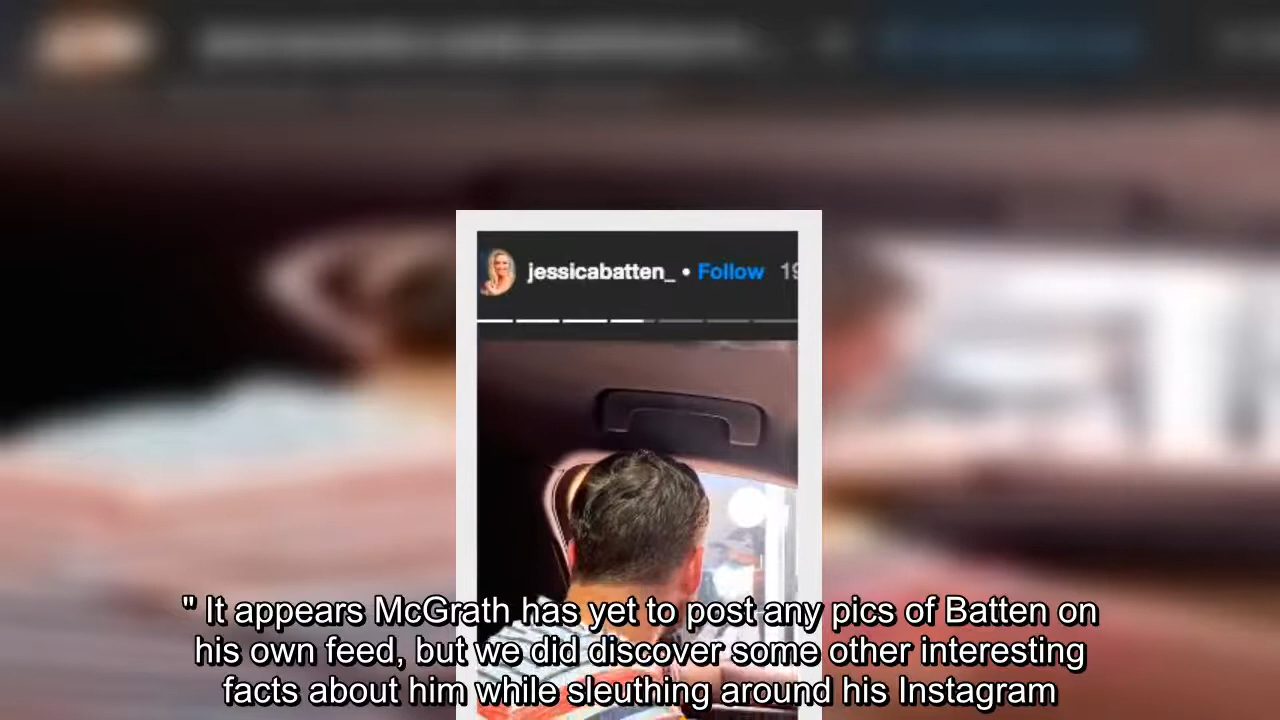 jessicabatten_ • Follow 19
" It appears McGrath has yet to post any pics of Batten on
his own feed, but we did discover some other interesting
facts about him while sleuthing around his Instagram